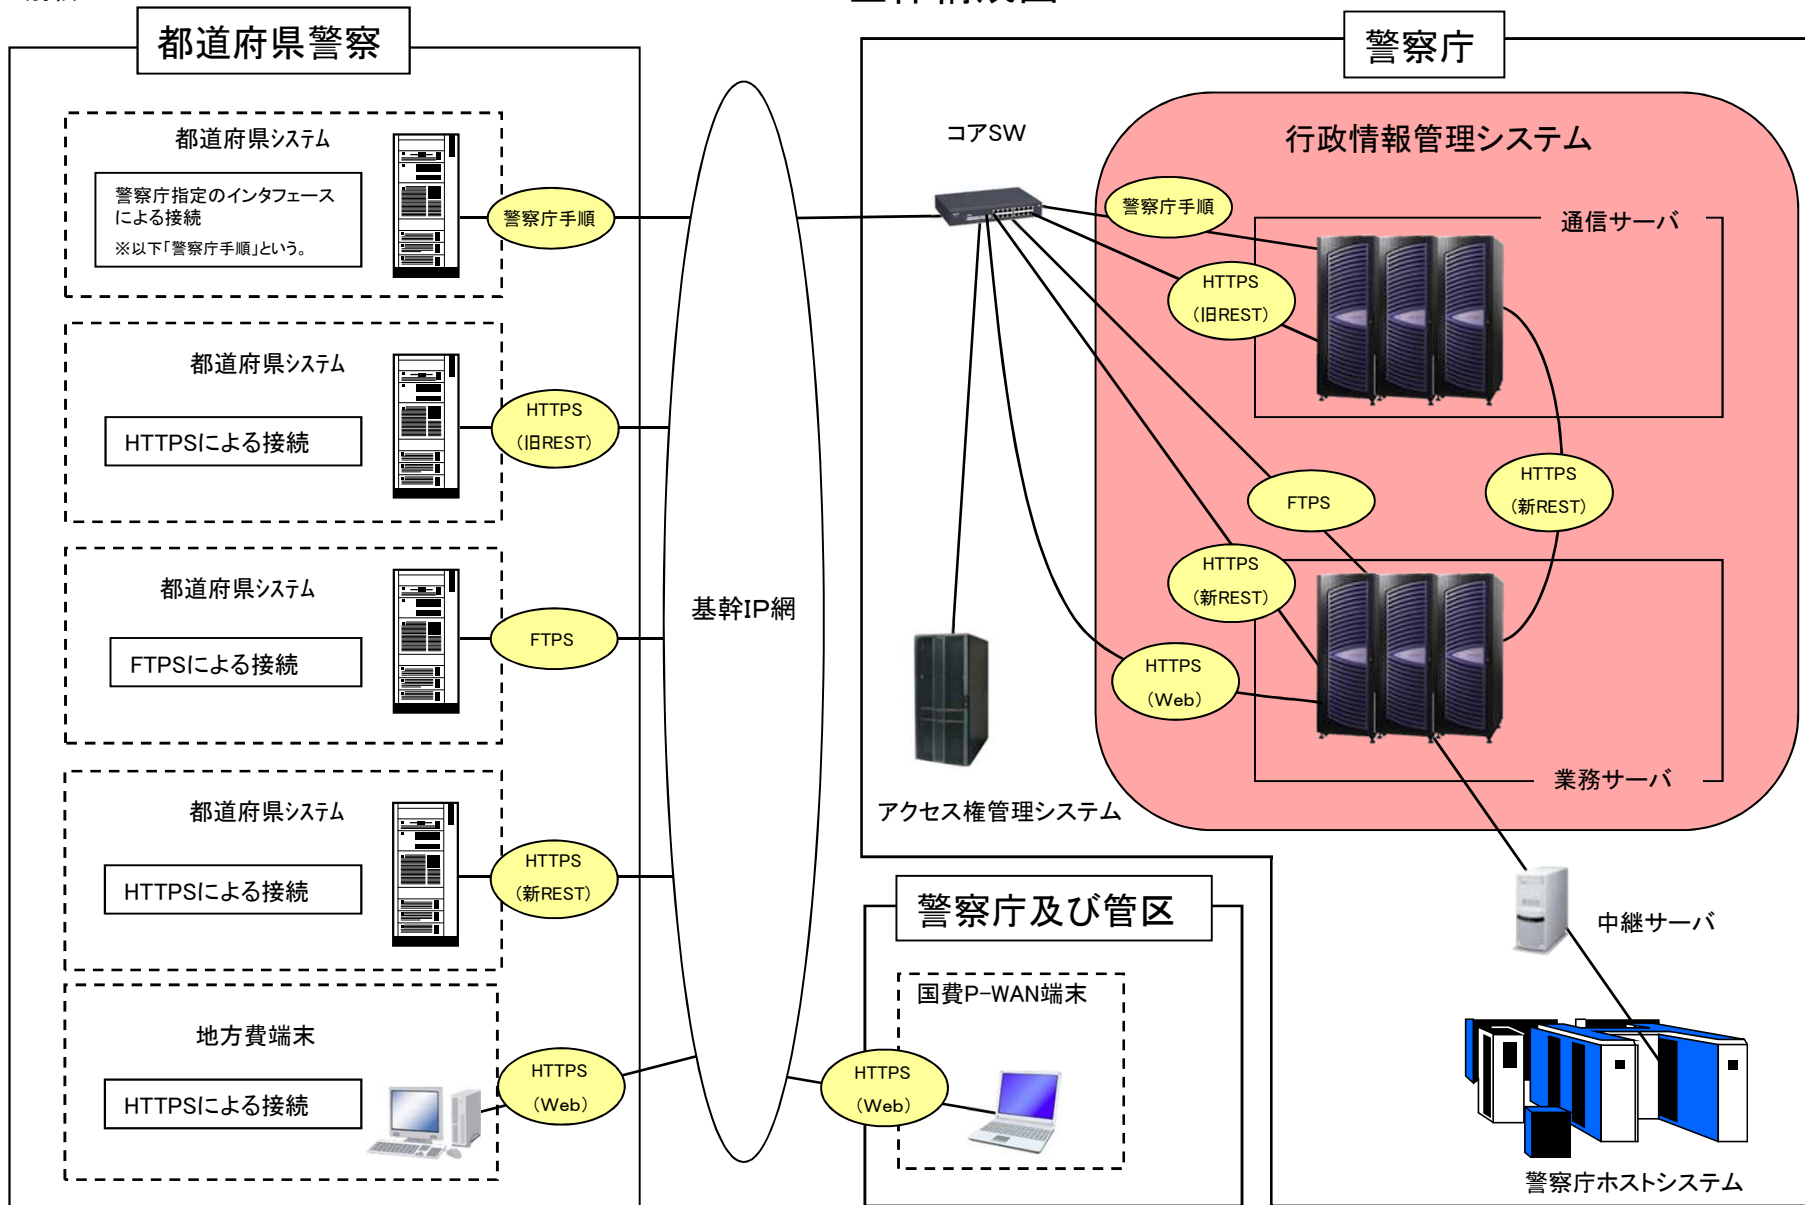 都道府県警察
都道府県システム
警察庁指定のインタフェース
による接続
※以下「警察庁手順」という。
警察庁手順
都道府県システム
HTTPSによる接続
HTTPS
(旧REST)
都道府県システム
FTPSによる接続
FTPS
都道府県システム
HTTPSによる接続
HTTPS
(新REST)
地方費端末
HTTPSによる接続
HTTPS
(Web)
基幹IP網
警察庁
コアSW
行政情報管理システム
警察庁手順
通信サーバ
HTTPS
(旧REST)
FTPS
HTTPS
(新REST)
HTTPS
(新REST)
HTTPS
(Web)
業務サーバ
アクセス権管理システム
警察庁及び管区
国費P-WAN端末
HTTPS
(Web)
中継サーバ
警察庁ホストシステム